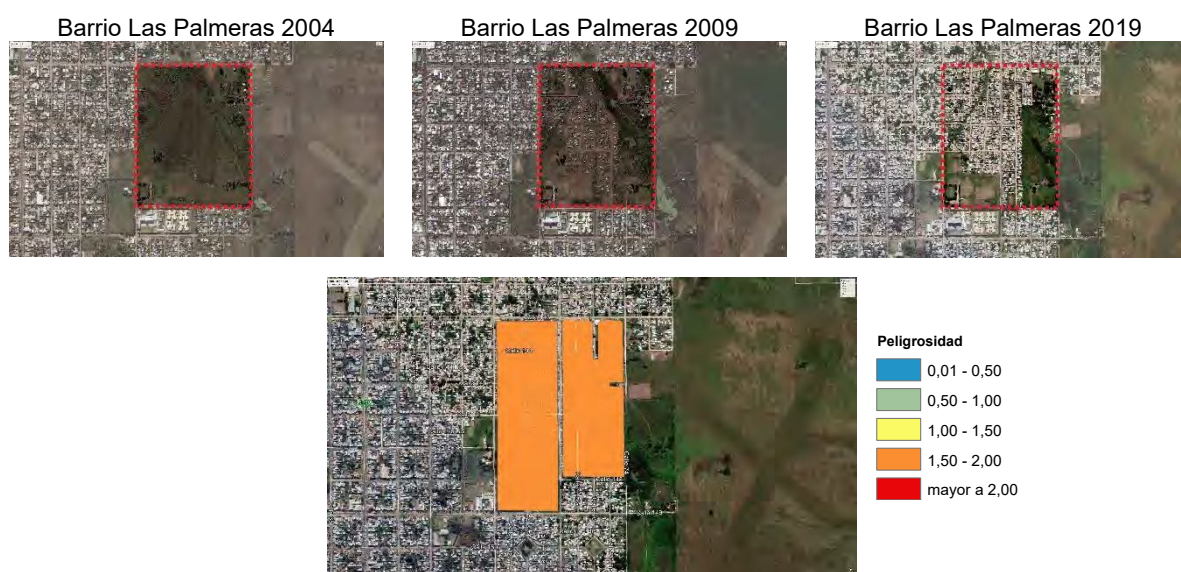 Barrio Las Palmeras 2004
Barrio Las Palmeras 2009
Barrio Las Palmeras 2019
Peligrosidad
0,01 - 0,50
0,50 - 1,00
1,00 - 1,50
1,50 - 2,00
mayor a 2,00